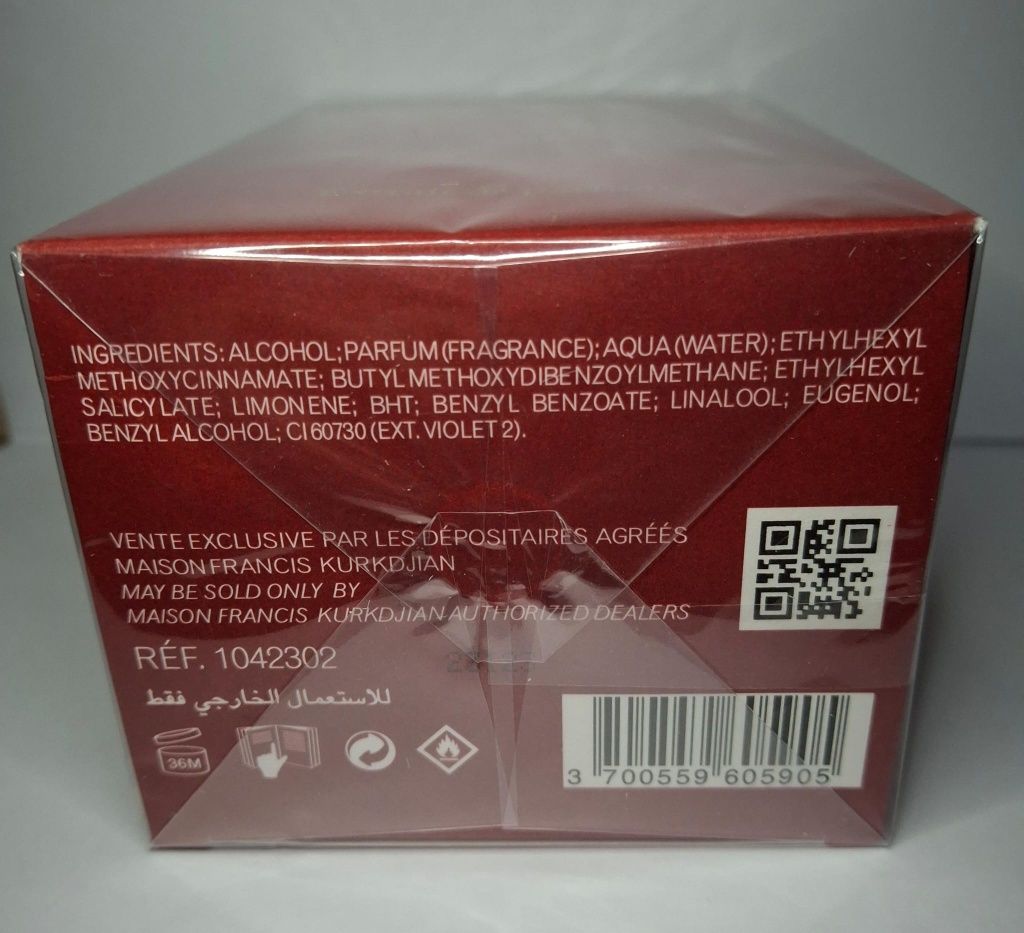 INGREDIENTS: ALCOHOL; PARFUM (FRAGRANCE); AQUA (WATER); ETHYLHEXYL
METHOXYCINNAMATE; BUTYL METHOXYDIBENZOYLMETHANE; ETHYLHEXYL
SALICYLATE; LIMONENE; BHT; BENZYL BENZOATE; LINALOOL; EUGENOL;
BENZYL ALCOHOL; CI 60730 (EXT. VIOLET 2).
VENTE EXCLUSIVE PAR LES DÉPOSITAIRES AGRÉÉS
MAISON FRANCIS KURKDJIAN
MAY BE SOLD ONLY BY
MAISON FRANCIS KURKDJIAN AUTHORIZED DEALERS
RÉF. 1042302
للاستعمال الخارجي فقط
36M
3 700559 605905